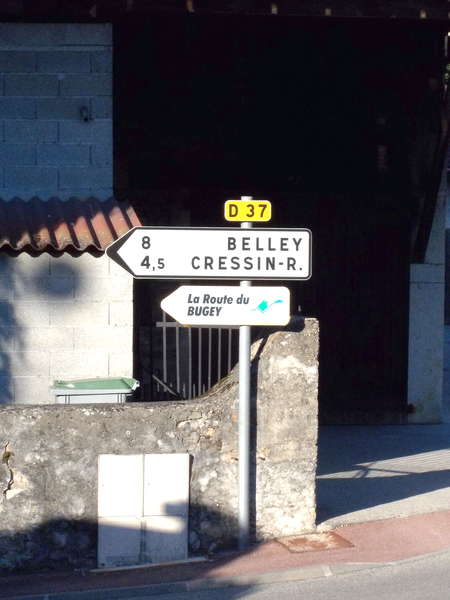 D 37
8 BELLEY
4,5 CRESSIN-R.
La Route du
BUGEY